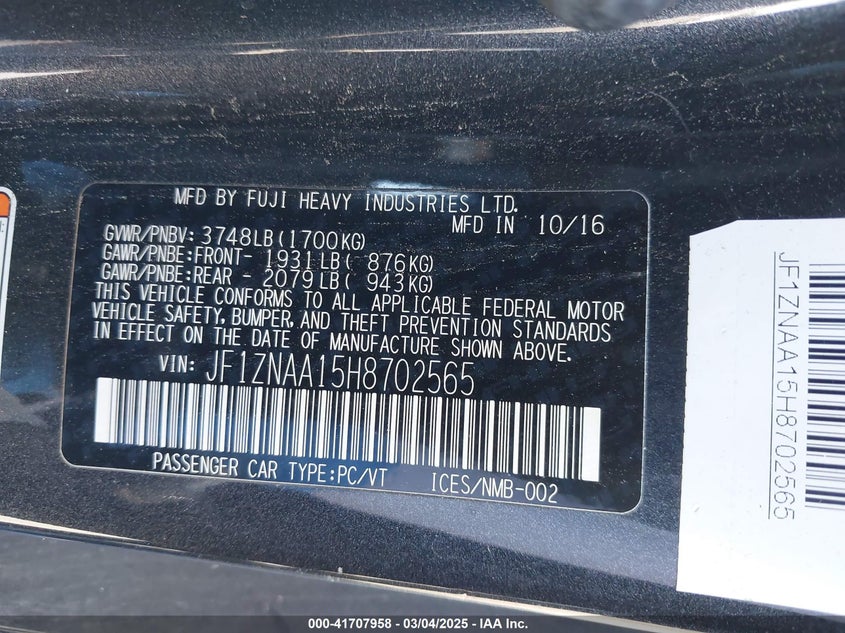 MFD BY FUJI HEAVY INDUSTRIES LTD.
MFD IN 10/16
GVWR/PNBV: 3748LB(1700KG)
GAWR/PNBE:FRONT- 1931LB( 876KG)
GAWR/PNBE:REAR - 2079LB( 943KG)
THIS VEHICLE CONFORMS TO ALL APPLICABLE FEDERAL MOTOR
VEHICLE SAFETY, BUMPER, AND THEFT PREVENTION STANDARDS
IN EFFECT ON THE DATE OF MANUFACTURE SHOWN ABOVE.
VIN: JF1ZNAA15H8702565
PASSENGER CAR TYPE:PC/VT ICES/NMB-002
JF1ZNAA15H8702565
000-41707958 - 03/04/2025 - IAA Inc.